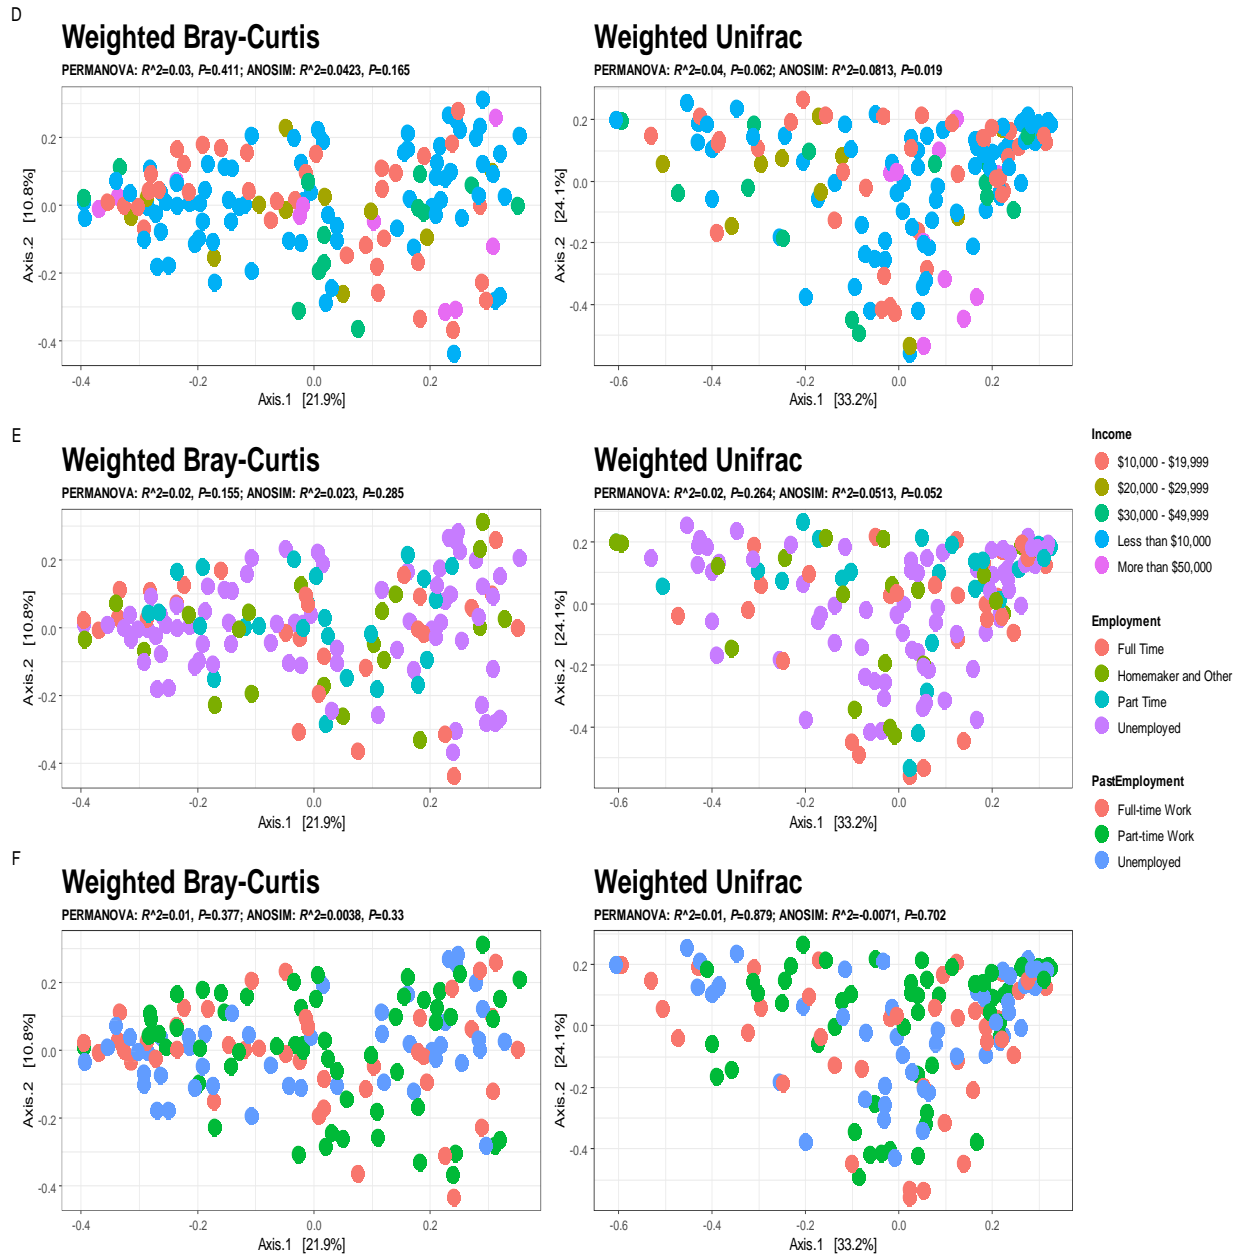 D
Weighted Bray-Curtis
PERMANOVA: R^2=0.03, P=0.411; ANOSIM: R^2=0.0423, P=0.165
Axis.2 [10.8%]
0.2
0.0
-0.2
-0.4
-0.4 -0.2 0.0 0.2
Axis.1 [21.9%]
Weighted Unifrac
PERMANOVA: R^2=0.04, P=0.062; ANOSIM: R^2=0.0813, P=0.019
Axis.2 [24.1%]
0.2
0.0
-0.2
-0.4
-0.6 -0.4 -0.2 0.0 0.2
Axis.1 [33.2%]
E
Weighted Bray-Curtis
PERMANOVA: R^2=0.02, P=0.155; ANOSIM: R^2=0.023, P=0.285
Axis.2 [10.8%]
0.2
0.0
-0.2
-0.4
-0.4 -0.2 0.0 0.2
Axis.1 [21.9%]
Weighted Unifrac
PERMANOVA: R^2=0.02, P=0.264; ANOSIM: R^2=0.0513, P=0.052
Axis.2 [24.1%]
0.2
0.0
-0.2
-0.4
-0.6 -0.4 -0.2 0.0 0.2
Axis.1 [33.2%]
Income
$10,000 - $19,999
$20,000 - $29,999
$30,000 - $49,999
Less than $10,000
More than $50,000
Employment
Full Time
Homemaker and Other
Part Time
Unemployed
PastEmployment
Full-time Work
Part-time Work
Unemployed
F
Weighted Bray-Curtis
PERMANOVA: R^2=0.01, P=0.377; ANOSIM: R^2=0.0038, P=0.33
Axis.2 [10.8%]
0.2
0.0
-0.2
-0.4
-0.4 -0.2 0.0 0.2
Axis.1 [21.9%]
Weighted Unifrac
PERMANOVA: R^2=0.01, P=0.879; ANOSIM: R^2=-0.0071, P=0.702
Axis.2 [24.1%]
0.2
0.0
-0.2
-0.4
-0.6 -0.4 -0.2 0.0 0.2
Axis.1 [33.2%]